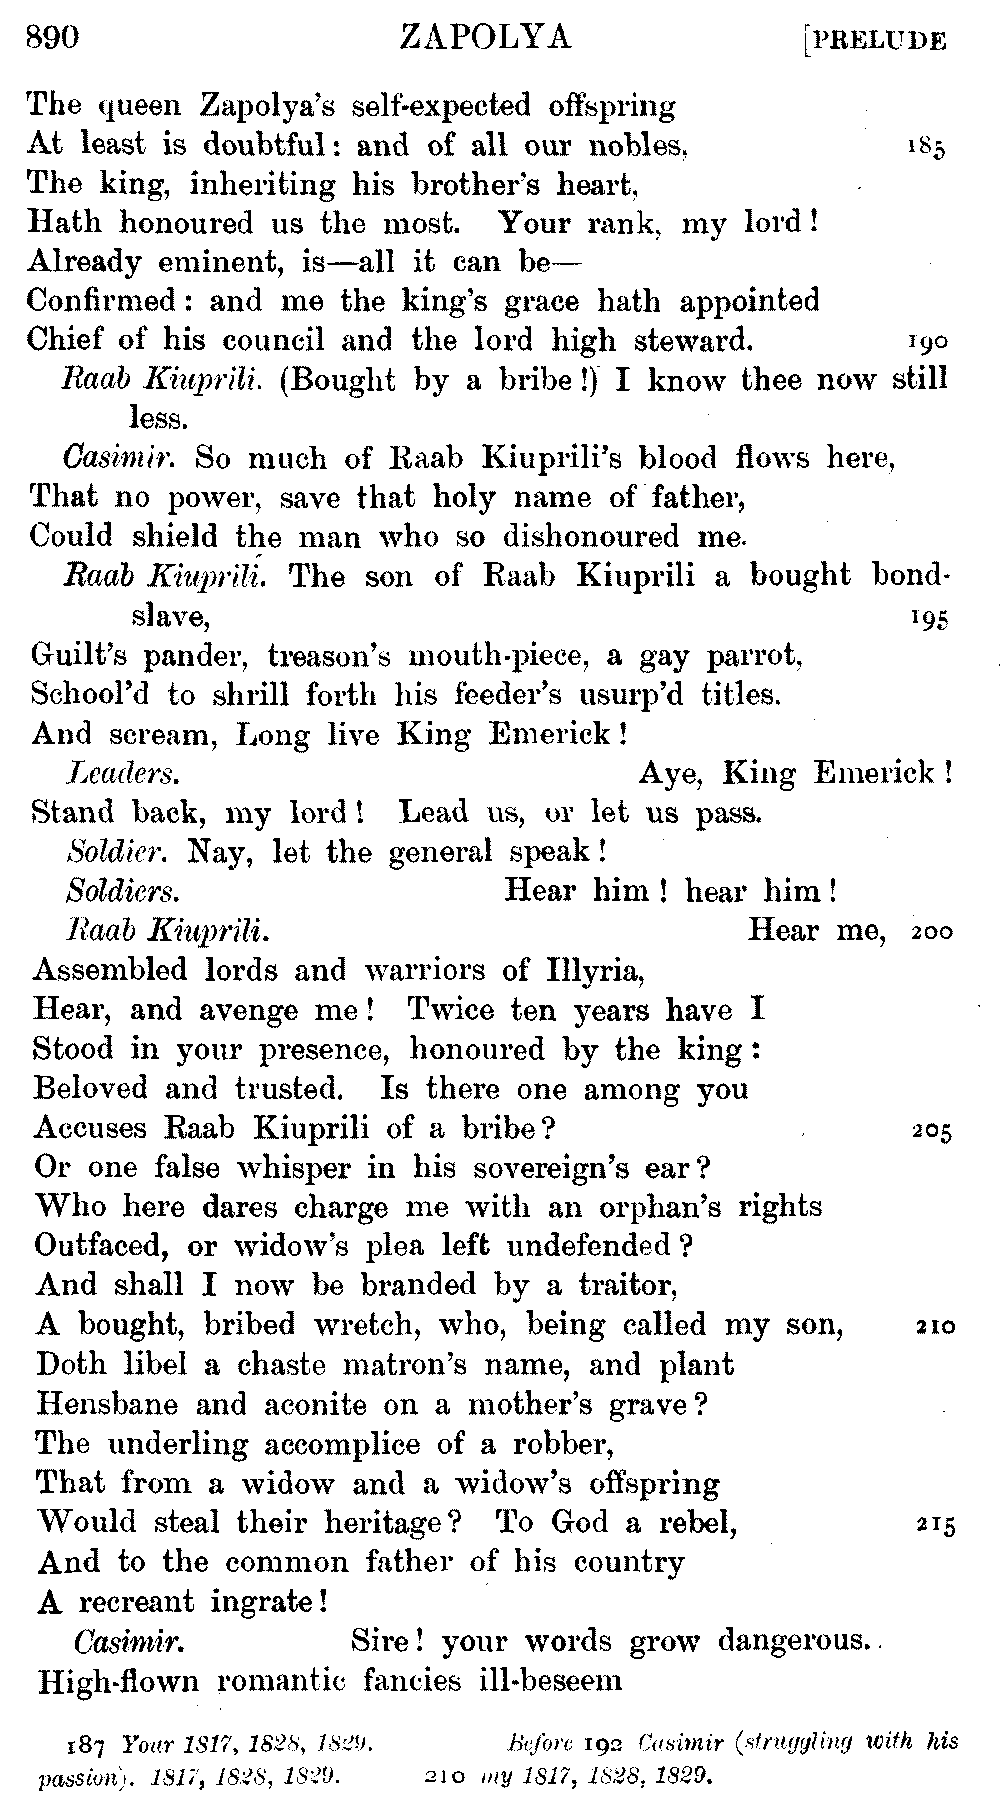 890 ZAPOLYA [PRELUDE
The queen Zapolya's self-expected offspring
At least is doubtful: and of all our nobles, 185
The king, inheriting his brother's heart,
Hath honoured us the most. Your rank, my lord!
Already eminent, is—all it can be—
Confirmed: and me the king's grace hath appointed
Chief of his council and the lord high steward. 190
Raab Kiuprili. (Bought by a bribe!) I know thee now still
less.
Casimir. So much of Raab Kiuprili's blood flows here,
That no power, save that holy name of father,
Could shield the man who so dishonoured me.
Raab Kiuprili. The son of Raab Kiuprili a bought bond-
slave, 195
Guilt's pander, treason's mouth-piece, a gay parrot,
School'd to shrill forth his feeder's usurp'd titles.
And scream, Long live King Emerick!
Leaders. Aye, King Emerick!
Stand back, my lord! Lead us, or let us pass.
Soldier. Nay, let the general speak!
Soldiers. Hear him! hear him!
Raab Kiuprili. Hear me, 200
Assembled lords and warriors of Illyria,
Hear, and avenge me! Twice ten years have I
Stood in your presence, honoured by the king:
Beloved and trusted. Is there one among you
Accuses Raab Kiuprili of a bribe? 205
Or one false whisper in his sovereign's ear?
Who here dares charge me with an orphan's rights
Outfaced, or widow's plea left undefended?
And shall I now be branded by a traitor,
A bought, bribed wretch, who, being called my son, 210
Doth libel a chaste matron's name, and plant
Hensbane and aconite on a mother's grave?
The underling accomplice of a robber,
That from a widow and a widow's offspring
Would steal their heritage? To God a rebel, 215
And to the common father of his country
A recreant ingrate!
Casimir. Sire! your words grow dangerous.
High-flown romantic fancies ill-beseem
187 Your 1817, 1828, 1829. Before 192 Casimir (struggling with his
passion). 1817, 1828, 1829. 210 my 1817, 1828, 1829.